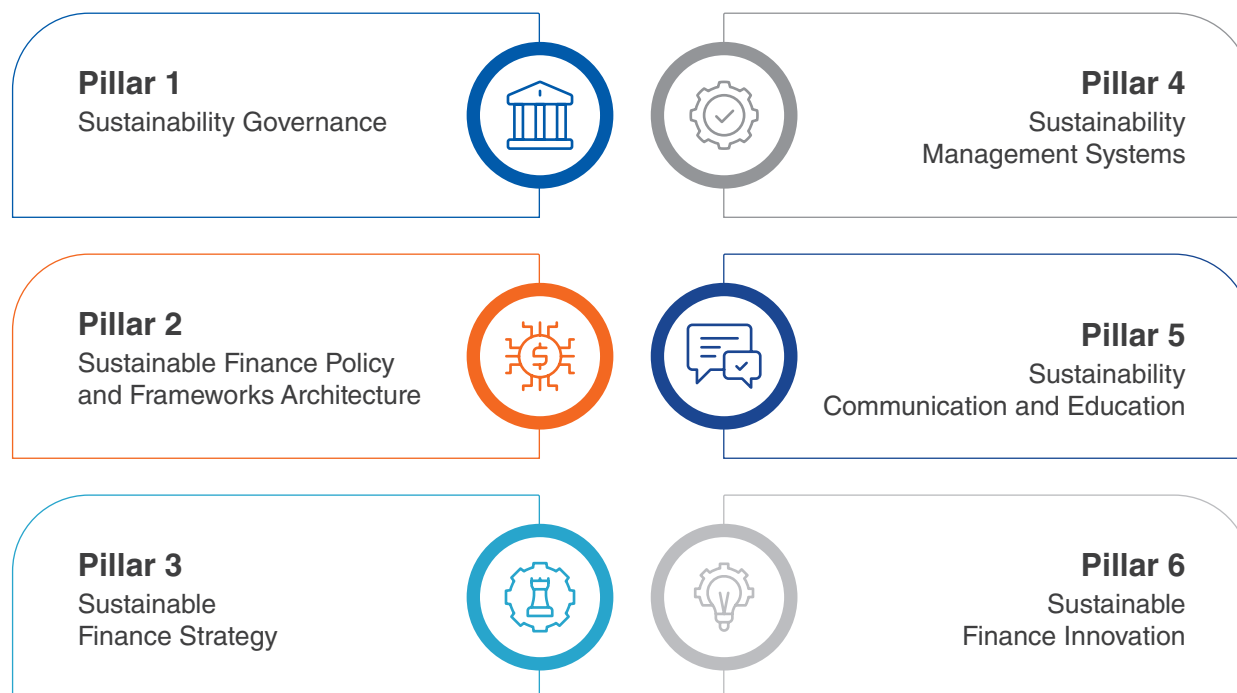 Pillar 1
Sustainability Governance
Pillar 2
Sustainable Finance Policy
and Frameworks Architecture
Pillar 3
Sustainable
Finance Strategy
Pillar 4
Sustainability
Management Systems
Pillar 5
Sustainability
Communication and Education
Pillar 6
Sustainable
Finance Innovation